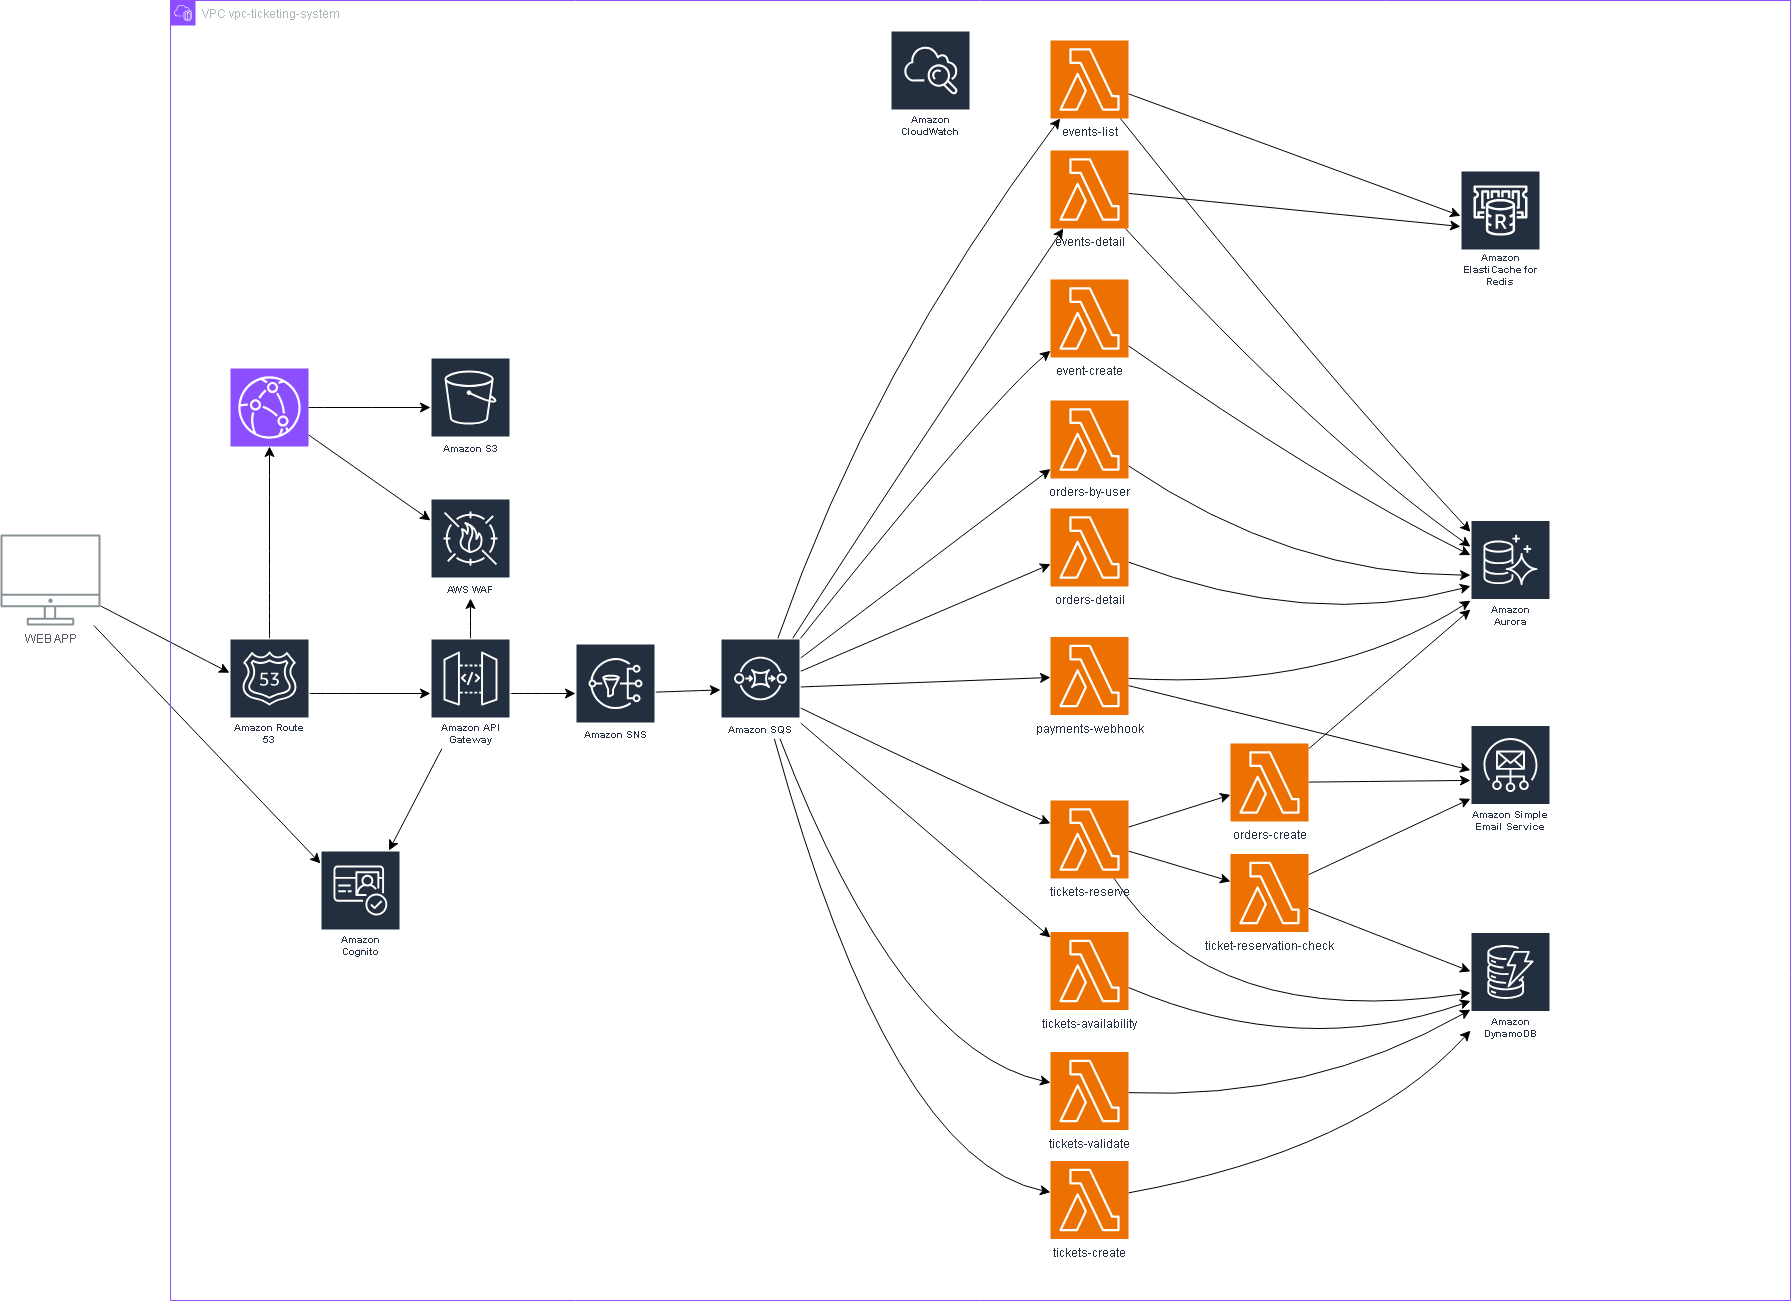 VPC vpc-ticketing-system
Amazon
CloudWatch
events-list
events-detail
Amazon
ElastiCache for
Redis
R
event-create
Amazon S3
orders-by-user
AWS WAF
orders-detail
Amazon
Aurora
WEB APP
53
Amazon Route
53
</>
Amazon API
Gateway
Amazon SNS
Amazon SQS
payments-webhook
orders-create
Amazon Simple
Email Service
tickets-reserve
ticket-reservation-check
Amazon
Cognito
tickets-availability
Amazon
DynamoDB
tickets-validate
tickets-create